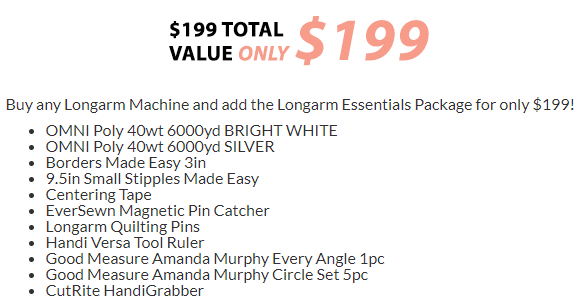 $199 TOTAL
VALUE ONLY $199
Buy any Longarm Machine and add the Longarm Essentials Package for only $199!
• OMNI Poly 40wt 6000yd BRIGHT WHITE
• OMNI Poly 40wt 6000yd SILVER
• Borders Made Easy 3in
• 9.5in Small Stipples Made Easy
• Centering Tape
• EverSewn Magnetic Pin Catcher
• Longarm Quilting Pins
• Handi Versa Tool Ruler
• Good Measure Amanda Murphy Every Angle 1pc
• Good Measure Amanda Murphy Circle Set 5pc
• CutRite HandiGrabber